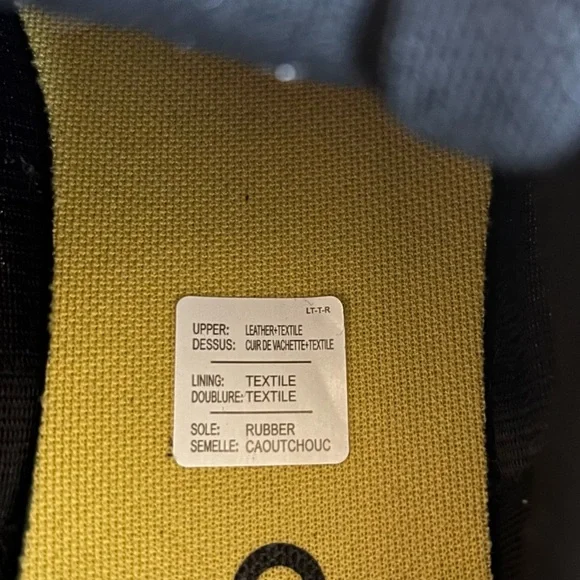 LT-T-R
UPPER: LEATHER+TEXTILE
DESSUS: CUIR DE VACHETTE+TEXTILE
LINING: TEXTILE
DOUBLURE: TEXTILE
SOLE: RUBBER
SEMELLE: CAOUTCHOUC